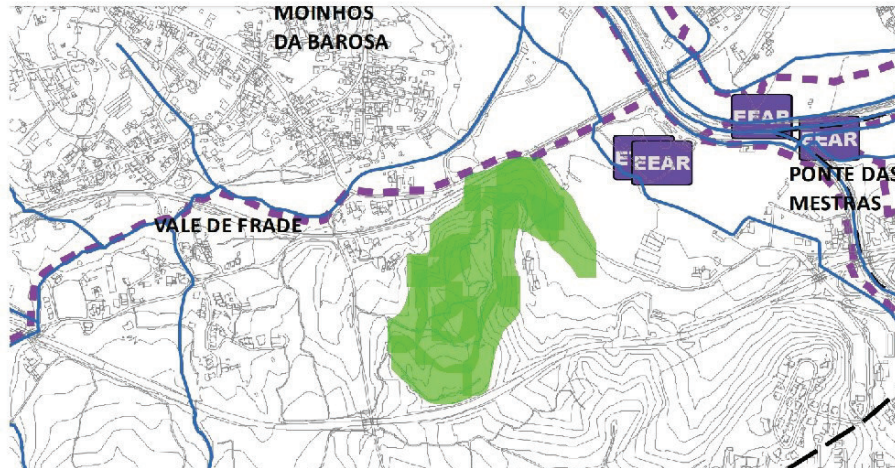 MOINHOS
DA BAROSA
EEAR
EEAR
EEAR
PONTE DAS
MESTRAS
VALE DE FRADE